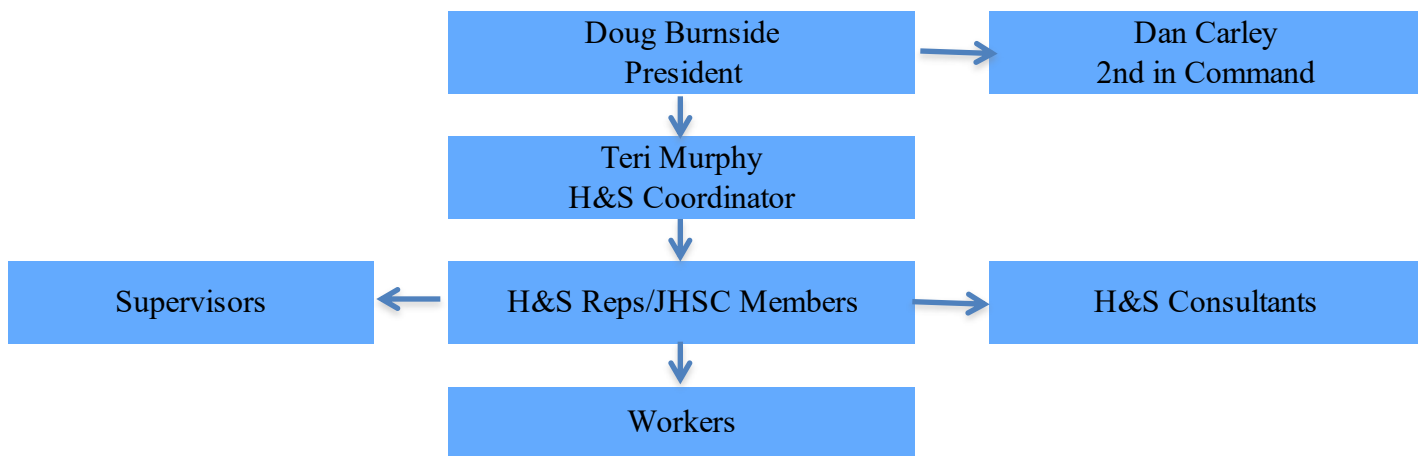 Doug Burnside
President
Dan Carley
2nd in Command
Teri Murphy
H&S Coordinator
Supervisors
H&S Reps/JHSC Members
H&S Consultants
Workers